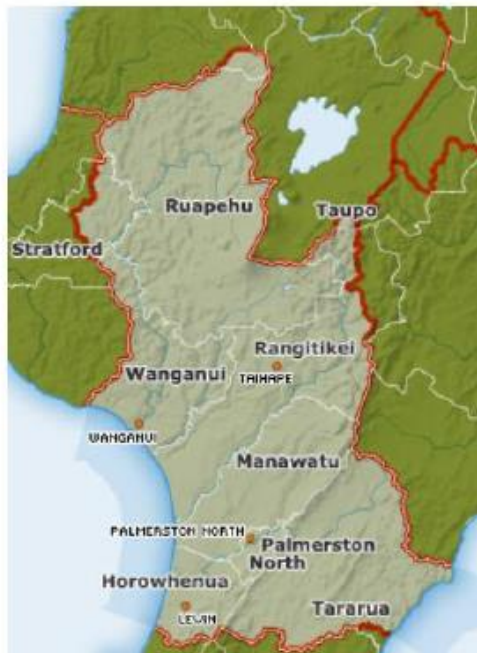 Ruapehu
Taupo
Stratford
Rangitikei
Wanganui
TAIHAPE
WANGANUI
Manawatu
PALMERSTON NORTH
Palmerston
North
Horowhenua
LEVIN
Tararua